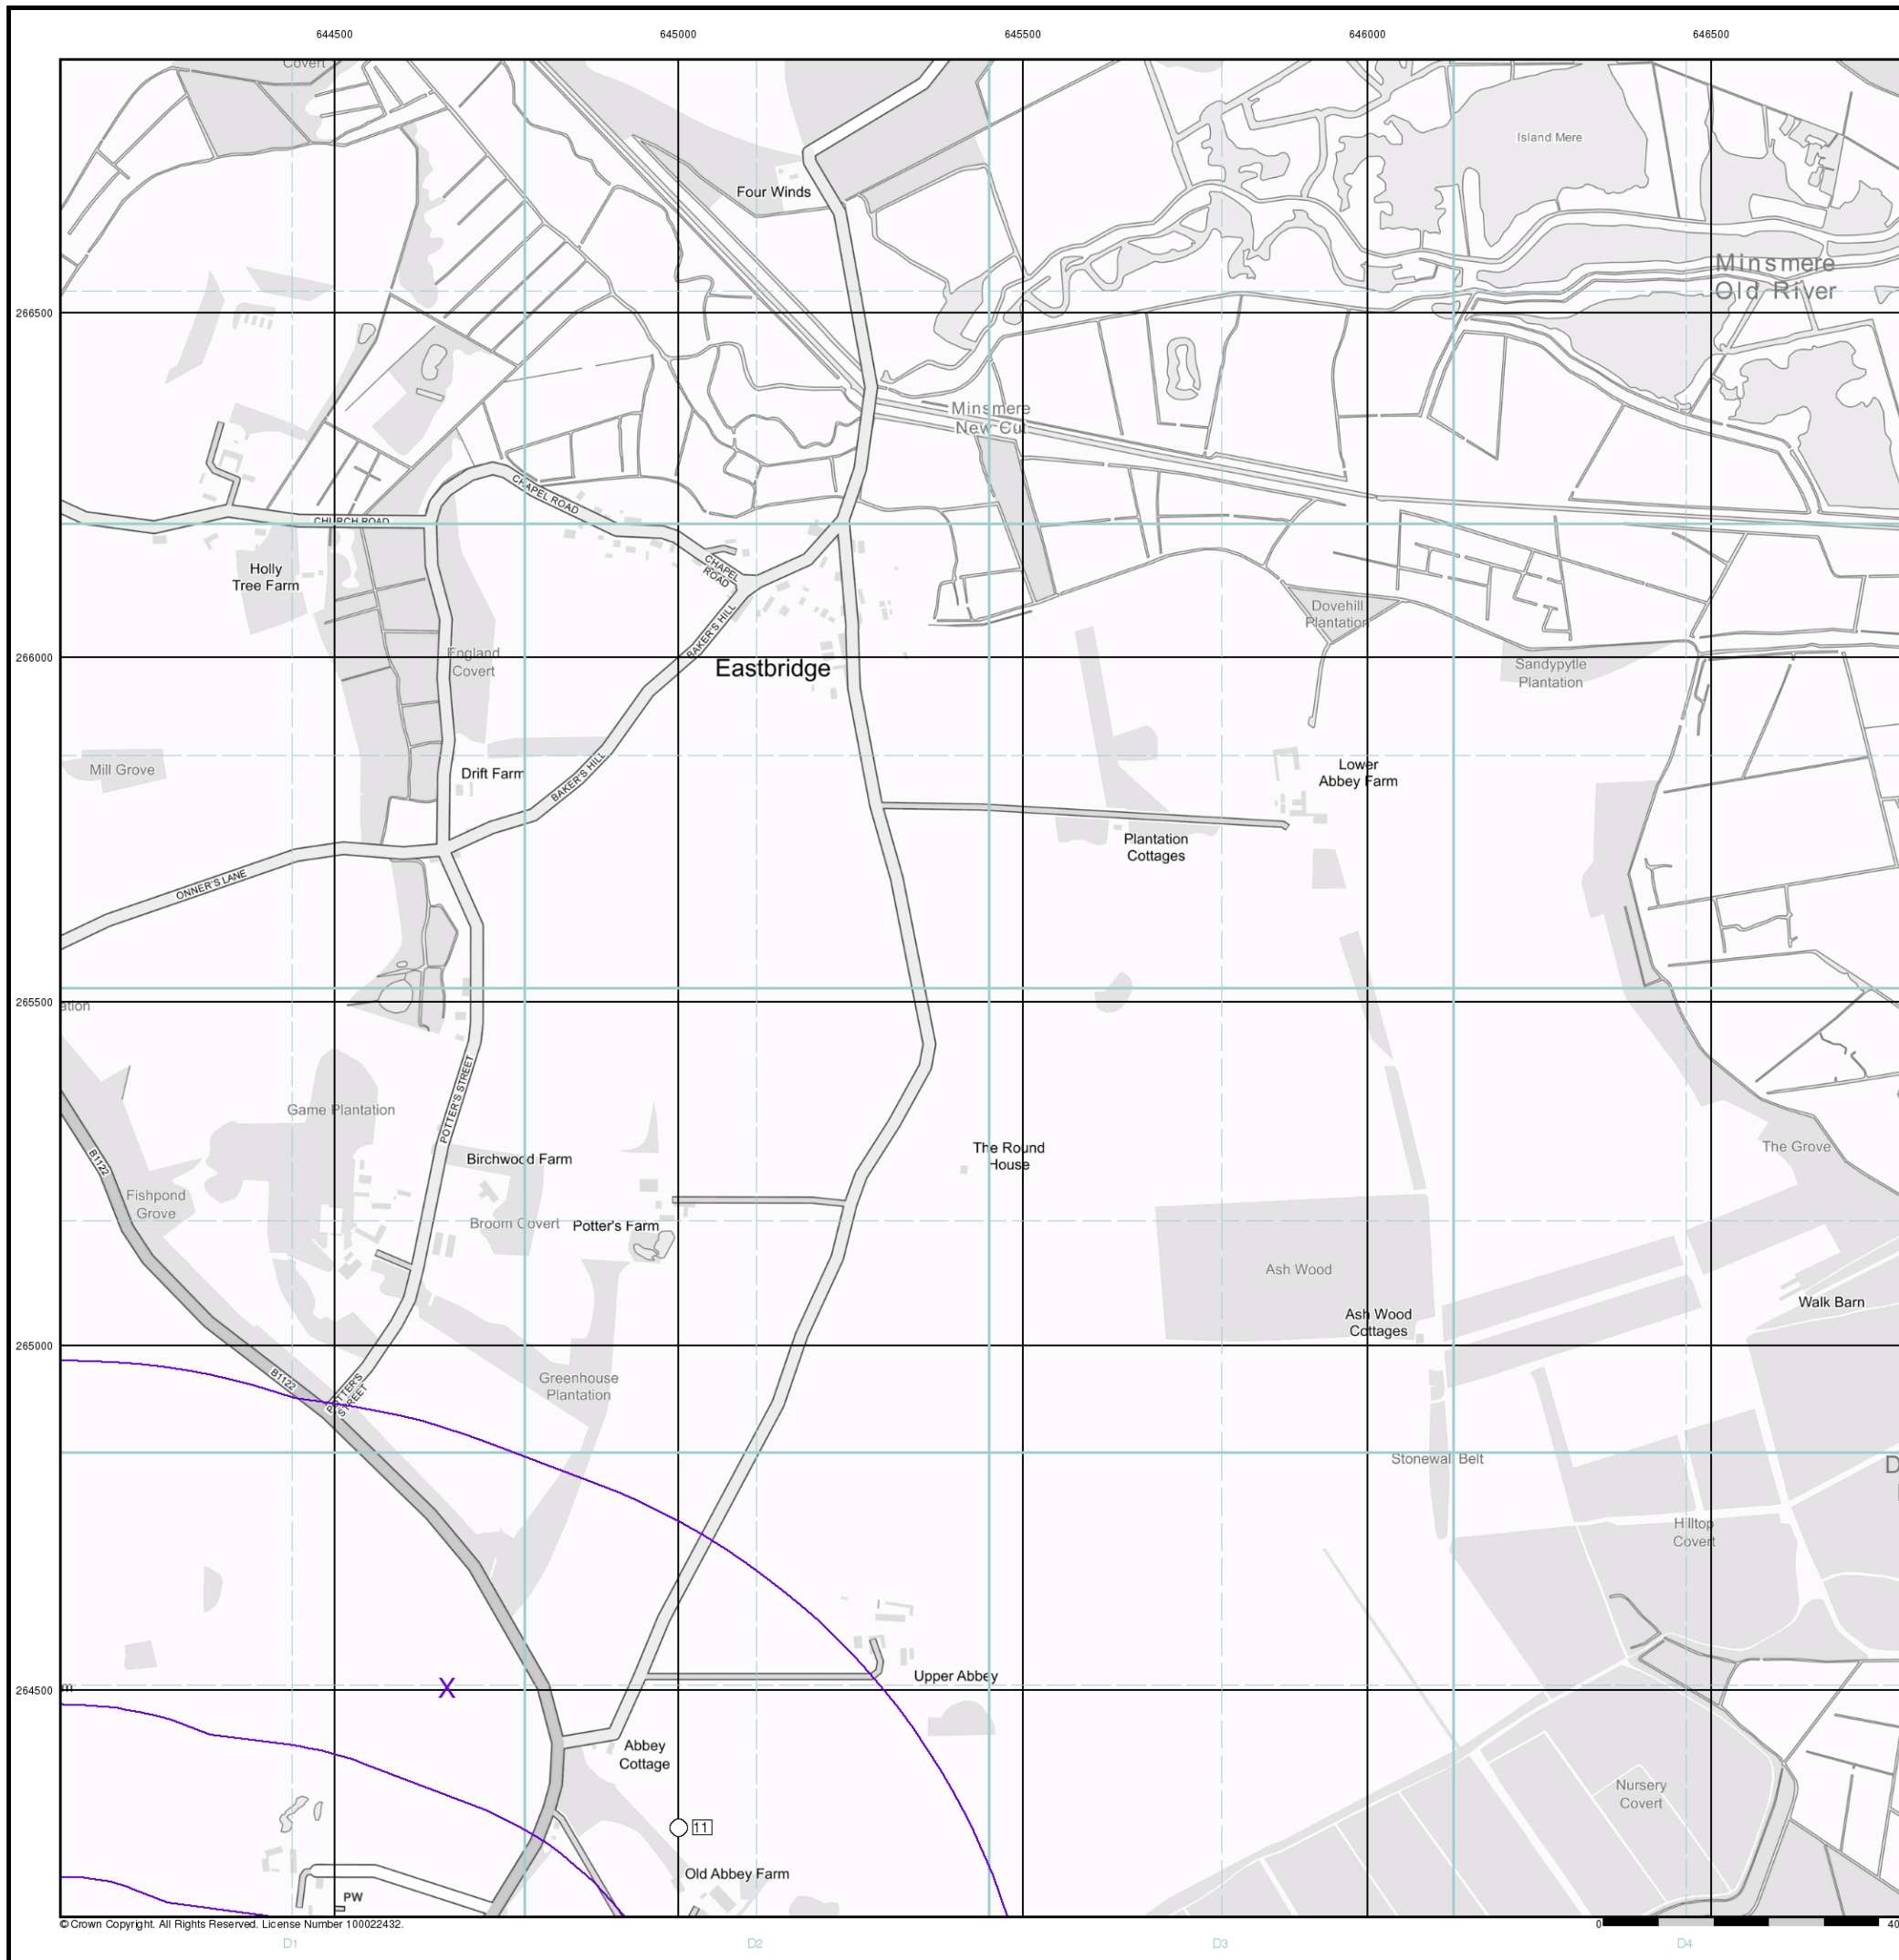 644500 645000 645500 646000 646500
Covert
Island Mere
Four Winds
Minsmere
Old River
266500
Minsmere
New Cut
CHAPEL ROAD
CHURCH ROAD
Holly
Tree Farm
CHAPEL
ROAD
BAKER'S HILL
Dovehill
Plantation
266000
England
Covert
Eastbridge
Sandypytle
Plantation
Mill Grove
Drift Farm
BAKER'S HILL
Lower
Abbey Farm
Plantation
Cottages
ONNER'S LANE
265500
ation
POTTER'S STREET
Game Plantation
B1122
Birchwood Farm
The Round
House
The Grove
Fishpond
Grove
Broom Covert
Potter's Farm
Ash Wood
Walk Barn
Ash Wood
Cottages
265000
B1122
POTTER'S
STREET
Greenhouse
Plantation
Stonewall Belt
D
Hilltop
Covert
264500
m
X
Upper Abbey
Abbey
Cottage
Nursery
Covert
11
Old Abbey Farm
PW
© Crown Copyright. All Rights Reserved. License Number 100022432.
0 40
D1 D2 D3 D4